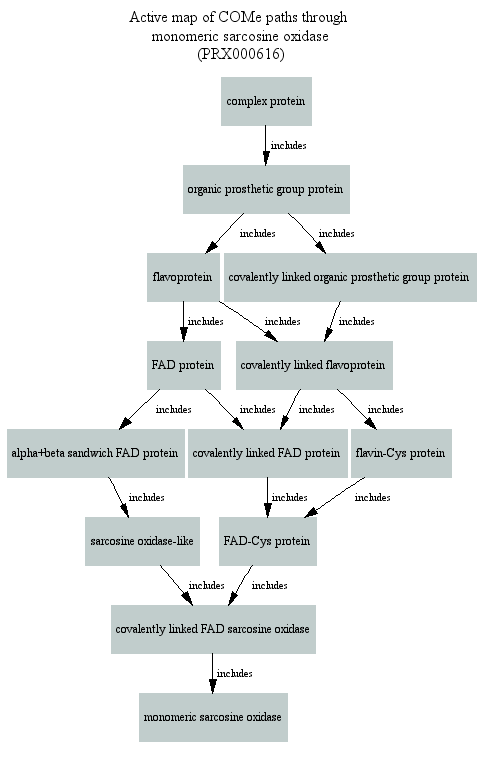 Active map of COMe paths through
monomeric sarcosine oxidase
(PRX000616)
complex protein
includes
organic prosthetic group protein
includes
includes
flavoprotein
covalently linked organic prosthetic group protein
includes
includes
includes
FAD protein
covalently linked flavoprotein
includes
includes
includes
includes
alpha+beta sandwich FAD protein
covalently linked FAD protein
flavin-Cys protein
includes
includes
includes
sarcosine oxidase-like
FAD-Cys protein
includes
includes
covalently linked FAD sarcosine oxidase
includes
monomeric sarcosine oxidase